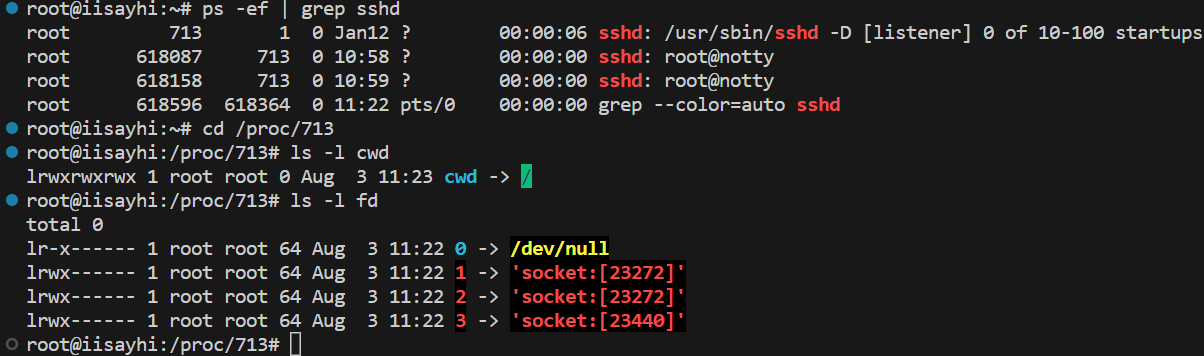 root@iisayhi:~# ps -ef | grep sshd
root         713       1  0 Jan12 ?        00:00:06 sshd: /usr/sbin/sshd -D [listener] 0 of 10-100 startups
root      618087     713  0 10:58 ?        00:00:00 sshd: root@notty
root      618158     713  0 10:59 ?        00:00:00 sshd: root@notty
root      618596  618364  0 11:22 pts/0    00:00:00 grep --color=auto sshd
root@iisayhi:~# cd /proc/713
root@iisayhi:/proc/713# ls -l cwd
lrwxrwxrwx 1 root root 0 Aug  3 11:23 cwd -> /
root@iisayhi:/proc/713# ls -l fd
total 0
lr-x------ 1 root root 64 Aug  3 11:22 0 -> /dev/null
lrwx------ 1 root root 64 Aug  3 11:22 1 -> 'socket:[23272]'
lrwx------ 1 root root 64 Aug  3 11:22 2 -> 'socket:[23272]'
lrwx------ 1 root root 64 Aug  3 11:22 3 -> 'socket:[23440]'
root@iisayhi:/proc/713#